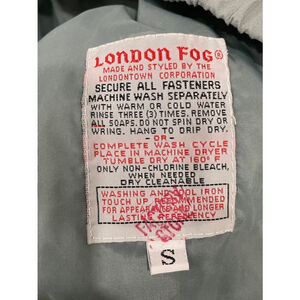 LONDON FOG®
MADE AND STYLED BY THE
LONDONTOWN CORPORATION
SECURE ALL FASTENERS
MACHINE WASH SEPARATELY
WITH WARM OR COLD WATER
RINSE THREE (3) TIMES. REMOVE
ALL SOAPS. DO NOT SPIN DRY OR
WRING. HANG TO DRIP DRY.
-OR-
COMPLETE WASH CYCLE
PLACE IN MACHINE DRYER
TUMBLE DRY AT 160°F
ONLY NON-CHLORINE BLEACH,
WHEN NEEDED
DRY CLEANABLE
WASHING AND COOL IRON
TOUCH UP RECOMMENDED
FOR APPEARANCE AND LONGER
LASTING REPELLENCY
S